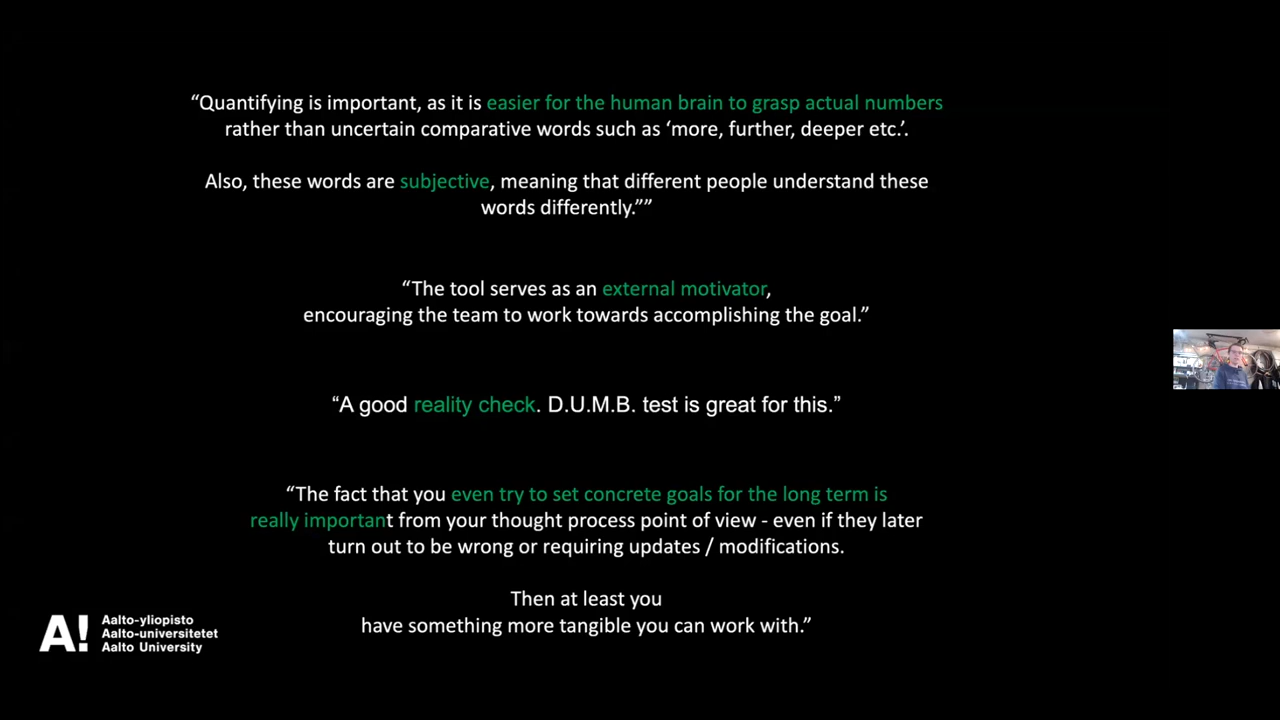 “Quantifying is important, as it is easier for the human brain to grasp actual numbers
rather than uncertain comparative words such as ‘more, further, deeper etc.’.
Also, these words are subjective, meaning that different people understand these
words differently.””
“The tool serves as an external motivator,
encouraging the team to work towards accomplishing the goal.”
“A good reality check. D.U.M.B. test is great for this.”
“The fact that you even try to set concrete goals for the long term is
really important from your thought process point of view - even if they later
turn out to be wrong or requiring updates / modifications.
Then at least you
have something more tangible you can work with.”
A!
Aalto-yliopisto
Aalto-universitetet
Aalto University